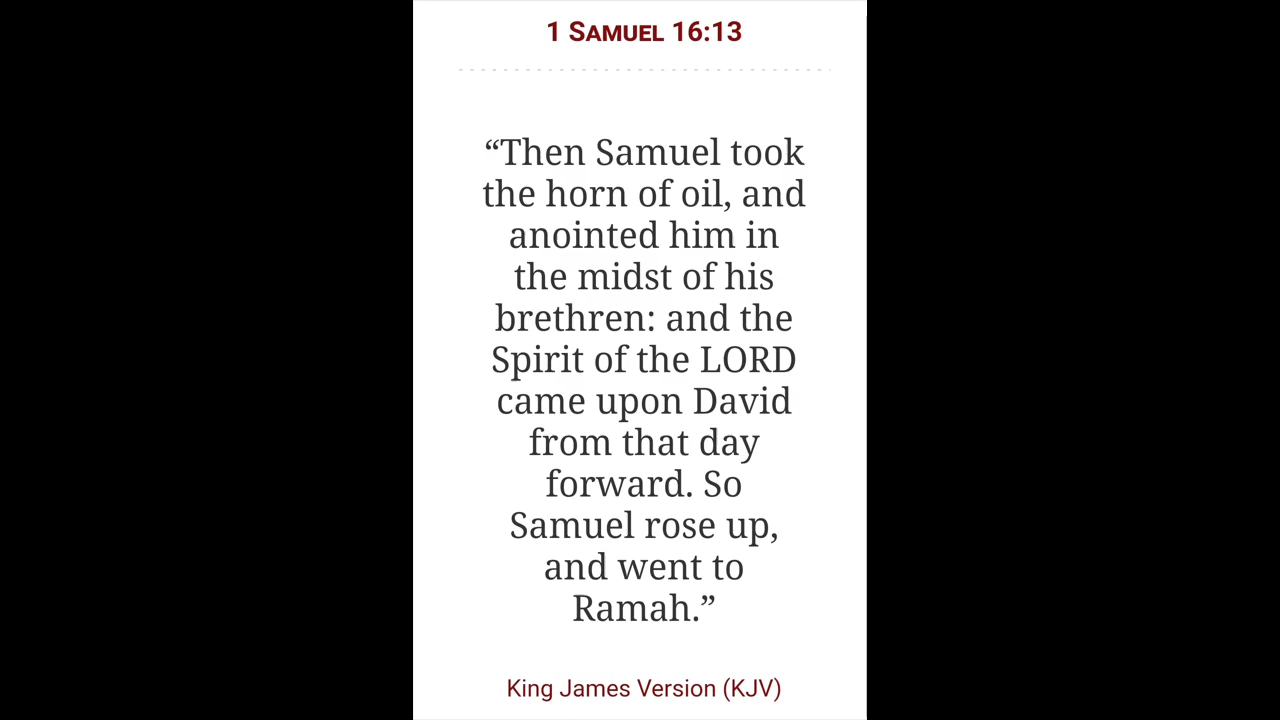 1 Samuel 16:13
“Then Samuel took
the horn of oil, and
anointed him in
the midst of his
brethren: and the
Spirit of the LORD
came upon David
from that day
forward. So
Samuel rose up,
and went to
Ramah.”
King James Version (KJV)